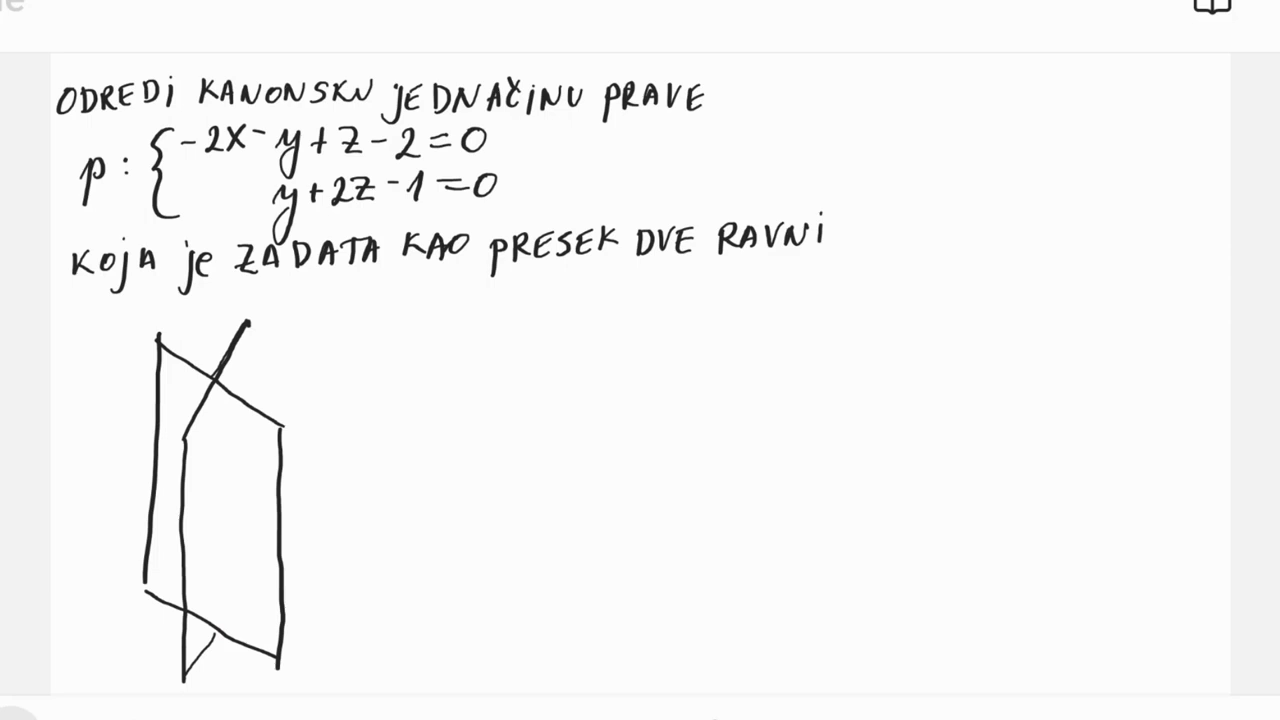 ODREDI KANONSKU JEDNAČINU PRAVE
p: { -2x - y + z - 2 = 0
y + 2z - 1 = 0
KOJA je ZADATA KAO PRESEK DVE RAVNI